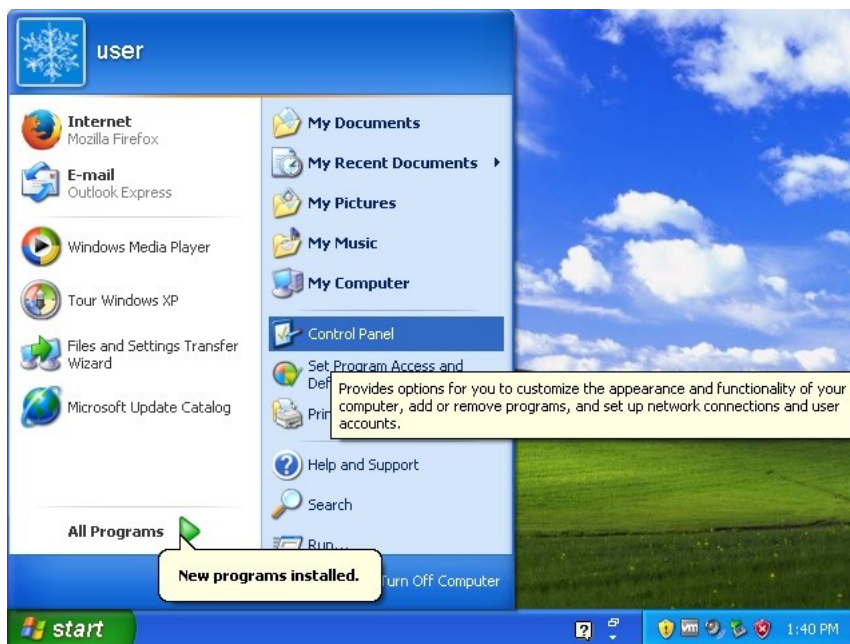 user
Internet
Mozilla Firefox
E-mail
Outlook Express
Windows Media Player
Tour Windows XP
Files and Settings Transfer
Wizard
Microsoft Update Catalog
All Programs
My Documents
My Recent Documents
My Pictures
My Music
My Computer
Control Panel
Set Program Access and
Provides options for you to customize the appearance and functionality of your
computer, add or remove programs, and set up network connections and user
accounts.
Help and Support
Search
Run...
New programs installed.
Turn Off Computer
start
vm
1:40 PM